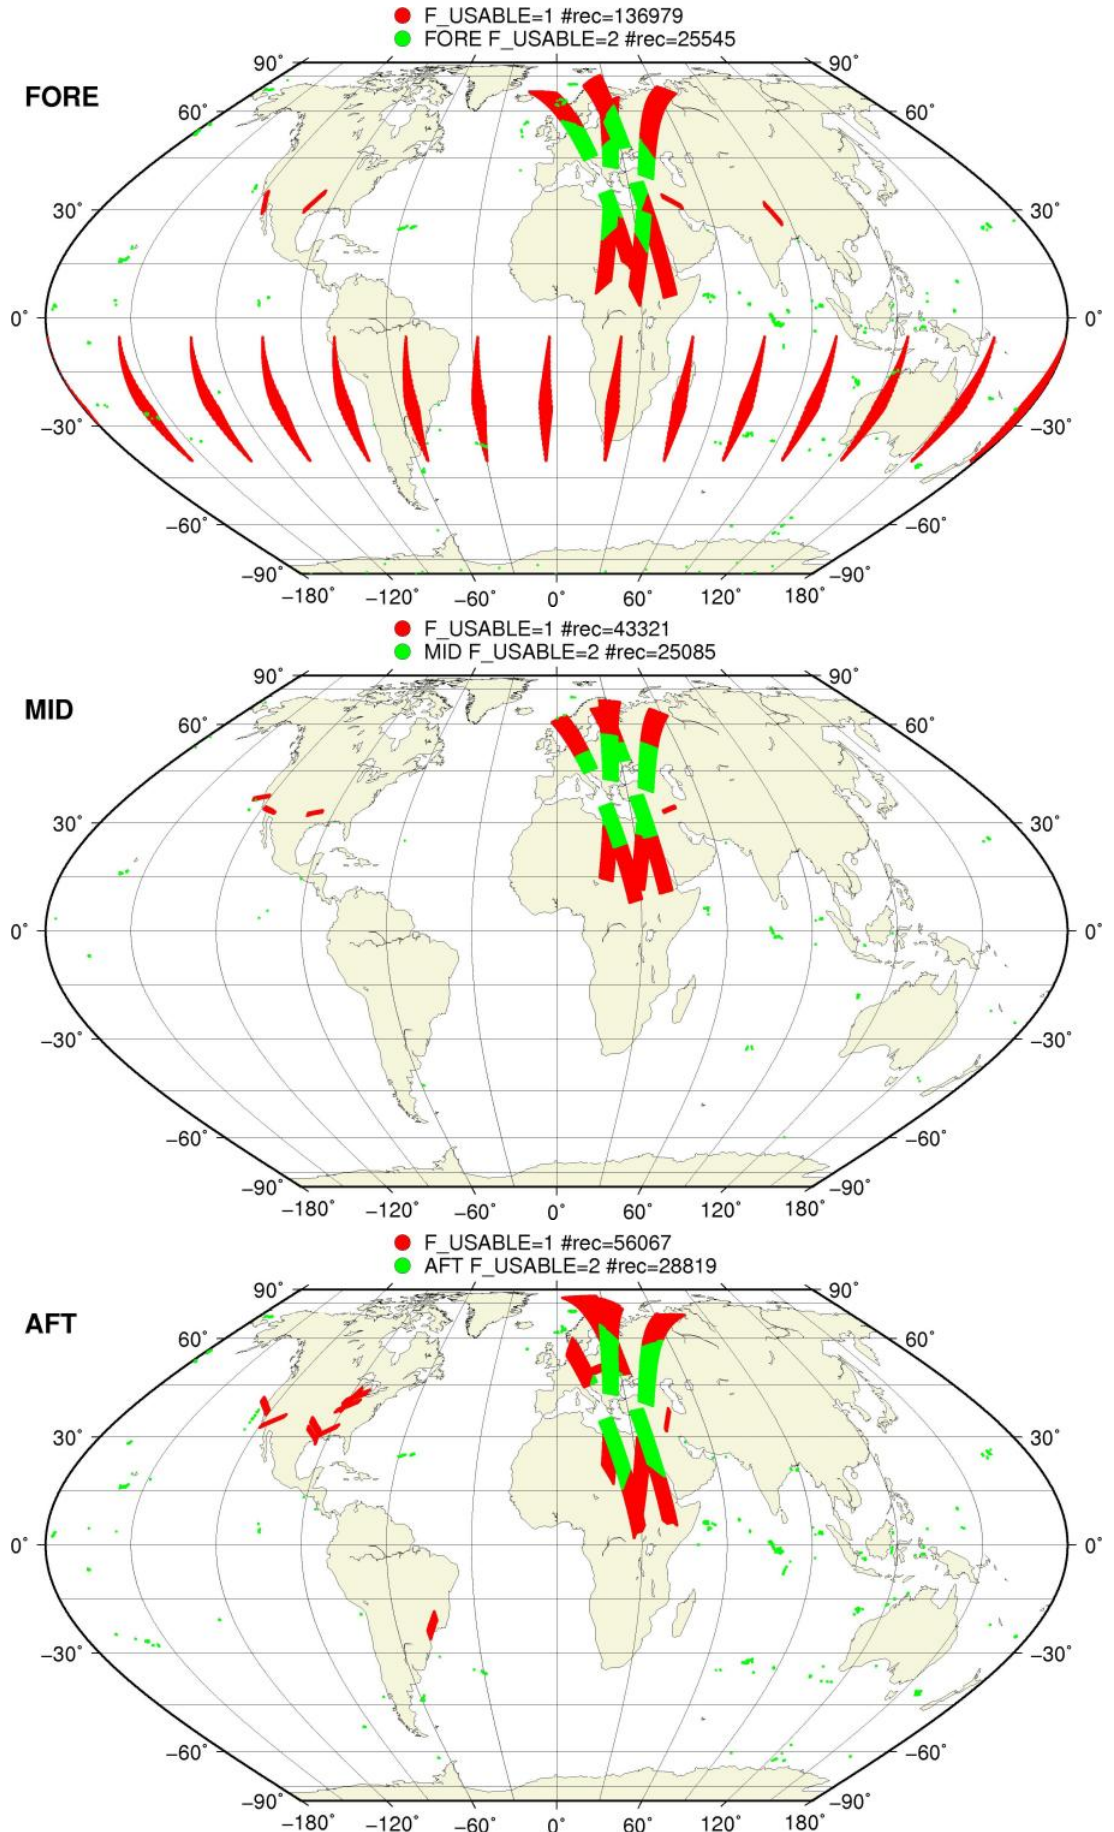 F_USABLE=1 #rec=136979
FORE F_USABLE=2 #rec=25545
FORE
90° 90°
60° 60°
30° 30°
0° 0°
−30° −30°
−60° −60°
−90° −90°
−180° −120° −60° 0° 60° 120° 180°
F_USABLE=1 #rec=43321
MID F_USABLE=2 #rec=25085
MID
90° 90°
60° 60°
30° 30°
0° 0°
−30° −30°
−60° −60°
−90° −90°
−180° −120° −60° 0° 60° 120° 180°
F_USABLE=1 #rec=56067
AFT F_USABLE=2 #rec=28819
AFT
90° 90°
60° 60°
30° 30°
0° 0°
−30° −30°
−60° −60°
−90° −90°
−180° −120° −60° 0° 60° 120° 180°